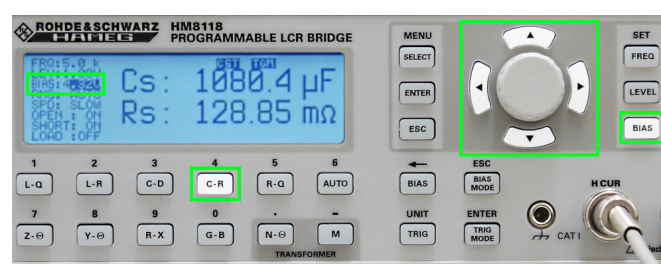 ROHDE&SCHWARZ HM8118
HAMEG PROGRAMMABLE LCR BRIDGE
CST TGM
FRQ:5.0 k
BIAS:
SPD: SLOW
OPEN : ON
SHORT: ON
LOAD :OFF
Cs: 1080.4 µF
Rs: 128.85 mΩ
MENU
SELECT
ENTER
ESC
SET
FREQ
LEVEL
BIAS
1 2 3 4 5 6
L-Q L-R C-D C-R R-Q AUTO
← ESC
BIAS BIAS MODE
H CUR
7 8 9 0 . -
Z-Θ Y-Θ R-X G-B N-Θ M
TRANSFORMER
UNIT ENTER
TRIG TRIG MODE
CAT I